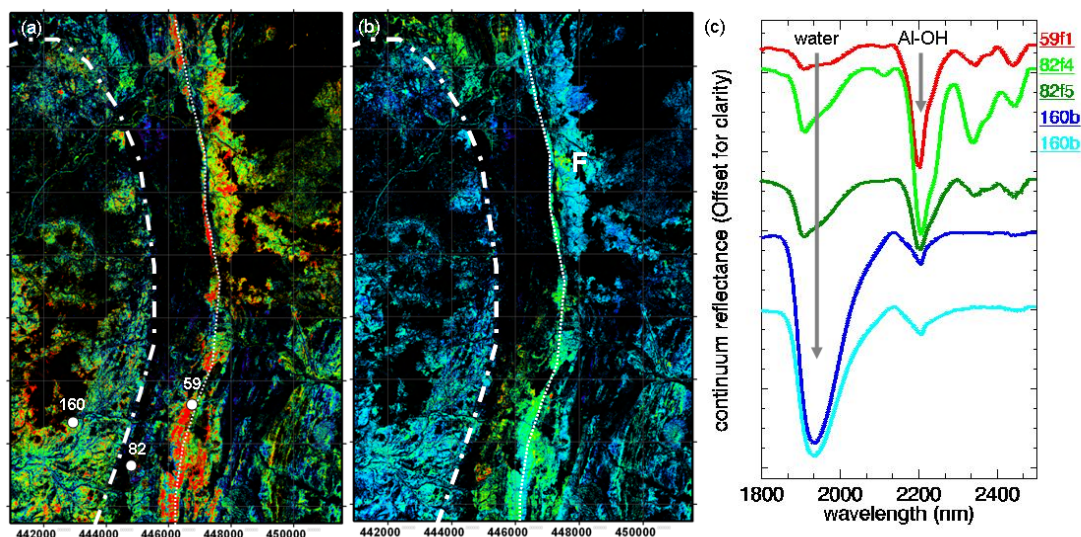 (a)
(b)
(c)
F
59
160
82
442000 444000 446000 448000 450000
442000 444000 446000 448000 450000
continuum reflectance (Offset for clarity)
water
Al-OH
59f1
82f4
82f5
160b
160b
1800 2000 2200 2400
wavelength (nm)